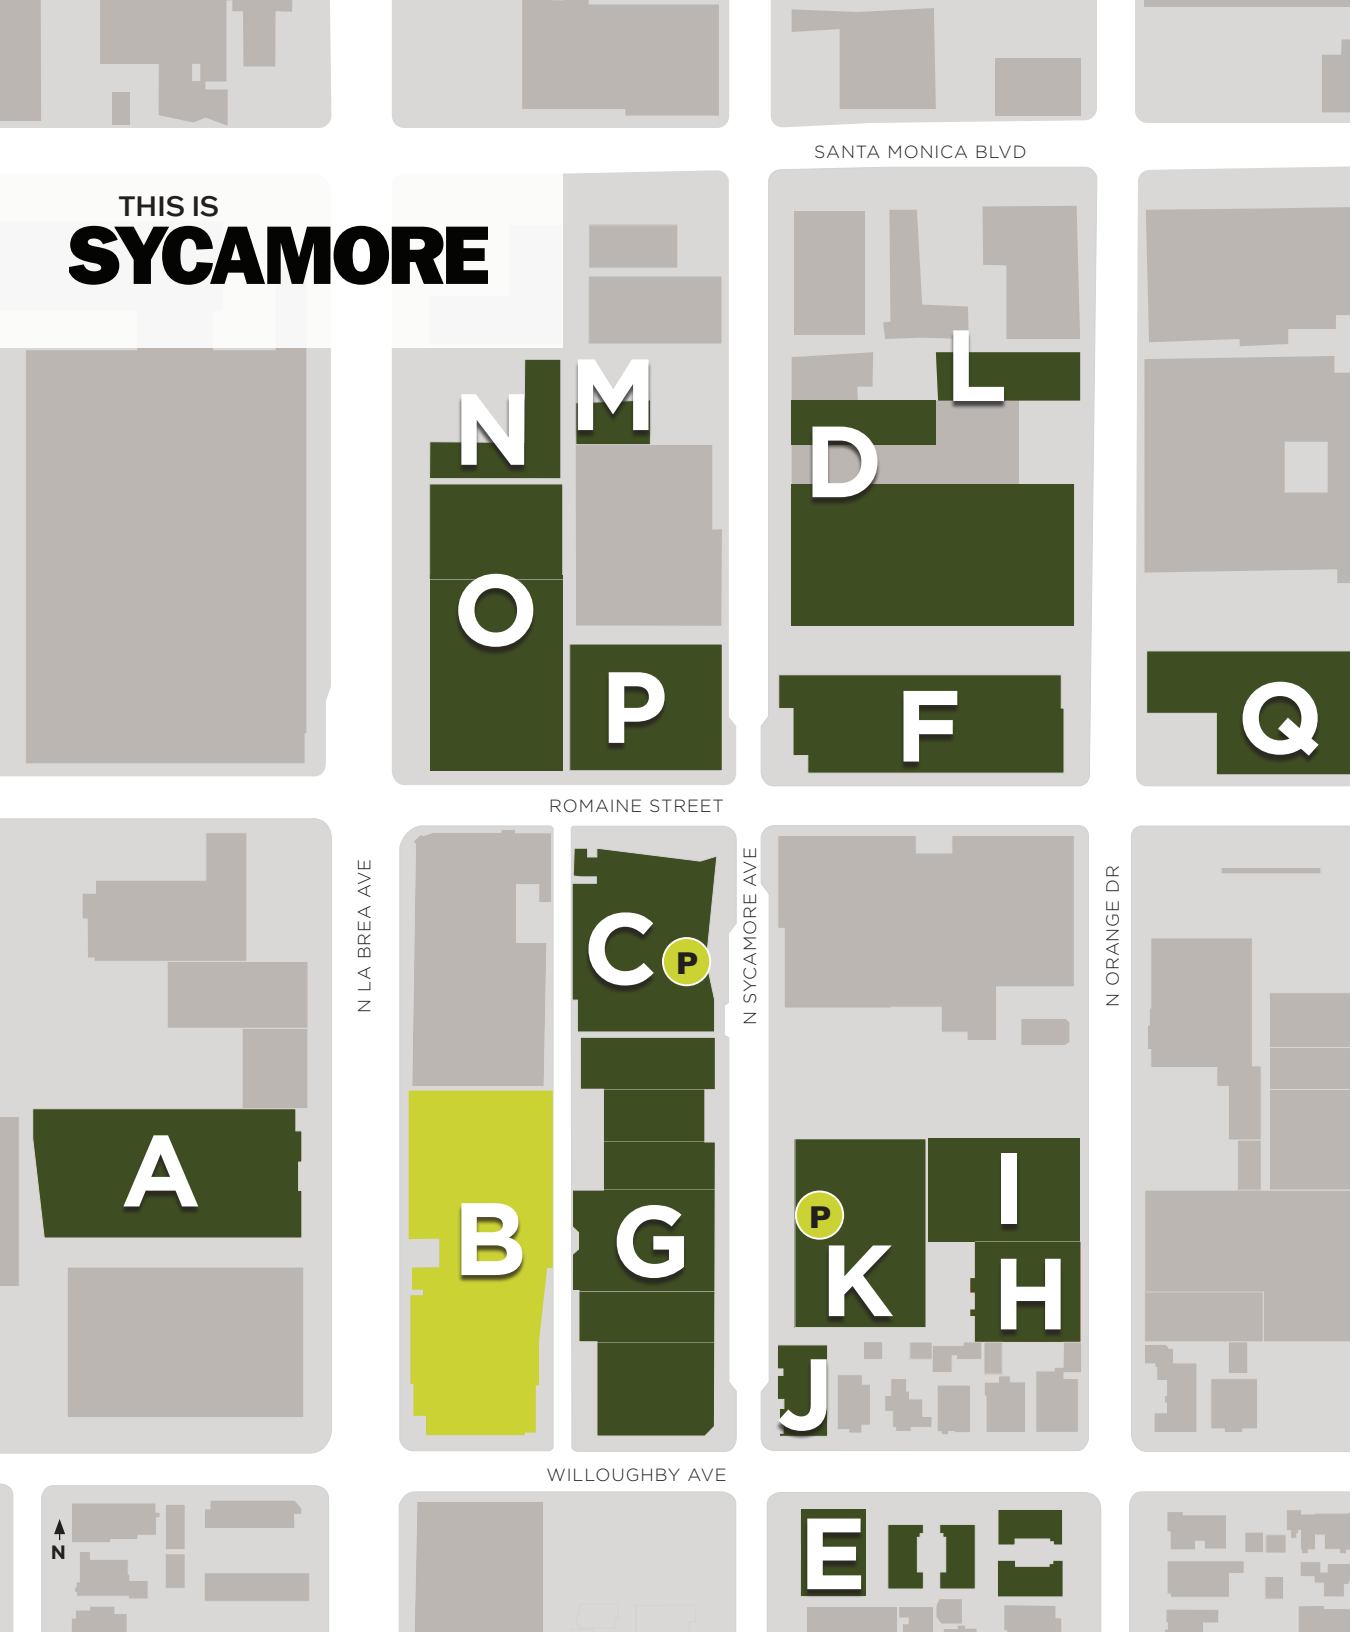 SANTA MONICA BLVD
THIS IS
SYCAMORE
L
M
N
D
O
P
F
Q
ROMAINE STREET
N LA BREA AVE
N SYCAMORE AVE
N ORANGE DR
C
P
A
I
P
B
G
K
H
J
WILLOUGHBY AVE
N
E